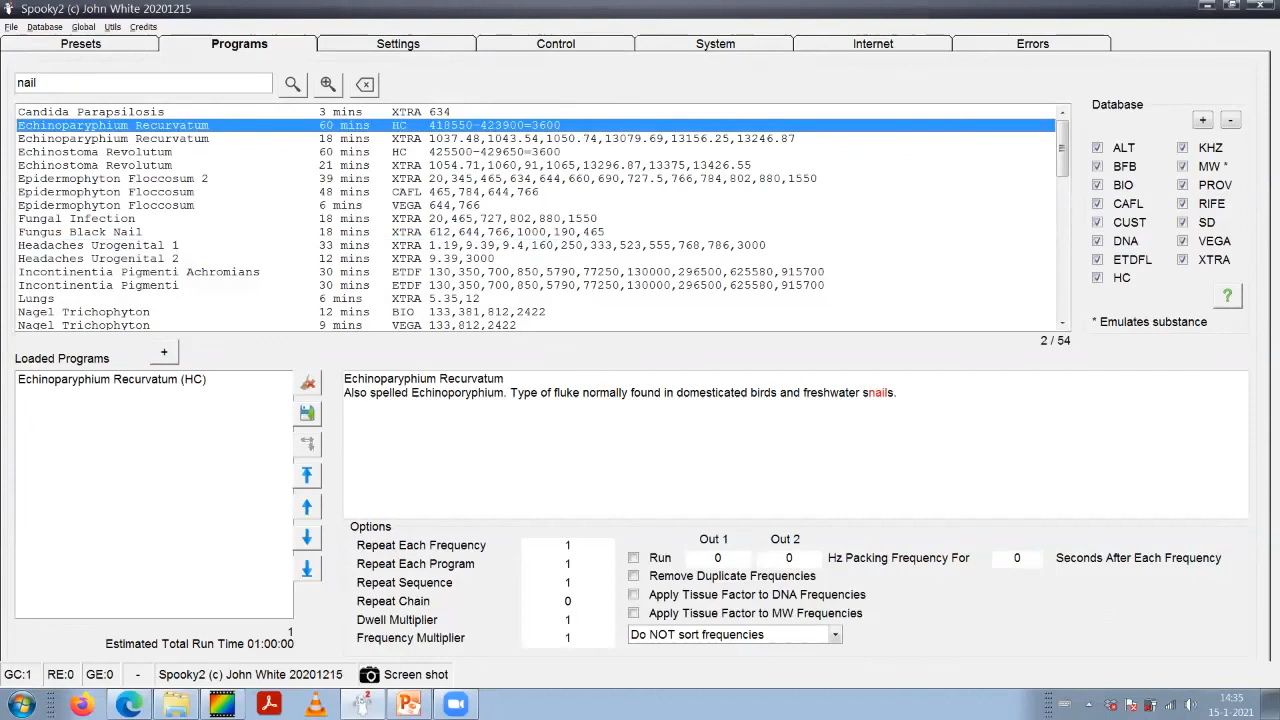 Spooky2 (c) John White 20201215
File Database Global Utils Credits
Presets Programs Settings Control System Internet Errors
nail
Candida Parapsilosis 3 mins XTRA 634
Echinoparyphium Recurvatum 60 mins HC 418550-423900=3600
Echinoparyphium Recurvatum 18 mins XTRA 1037.48,1043.54,1050.74,13079.69,13156.25,13246.87
Echinostoma Revolutum 60 mins HC 425500-429650=3600
Echinostoma Revolutum 21 mins XTRA 1054.71,1060,91,1065,13296.87,13375,13426.55
Epidermophyton Floccosum 2 39 mins XTRA 20,345,465,634,644,660,690,727.5,766,784,802,880,1550
Epidermophyton Floccosum 48 mins CAFL 465,784,644,766
Epidermophyton Floccosum 6 mins VEGA 644,766
Fungal Infection 18 mins XTRA 20,465,727,802,880,1550
Fungus Black Nail 18 mins XTRA 612,644,766,1000,190,465
Headaches Urogenital 1 33 mins XTRA 1.19,9.39,9.4,160,250,333,523,555,768,786,3000
Headaches Urogenital 2 12 mins XTRA 9.39,3000
Incontinentia Pigmenti Achromians 30 mins ETDF 130,350,700,850,5790,77250,130000,296500,625580,915700
Incontinentia Pigmenti 30 mins ETDF 130,350,700,850,5790,77250,130000,296500,625580,915700
Lungs 6 mins XTRA 5.35,12
Nagel Trichophyton 12 mins BIO 133,381,812,2422
Nagel Trichophyton 9 mins VEGA 133,812,2422
2 / 54
Database
+ -
ALT KHZ
BFB MW *
BIO PROV
CAFL RIFE
CUST SD
DNA VEGA
ETDFL XTRA
HC
?
* Emulates substance
Loaded Programs +
Echinoparyphium Recurvatum (HC)
1
Estimated Total Run Time 01:00:00
Echinoparyphium Recurvatum
Also spelled Echinoporyphium. Type of fluke normally found in domesticated birds and freshwater snails.
Options
Repeat Each Frequency 1
Repeat Each Program 1
Repeat Sequence 1
Repeat Chain 0
Dwell Multiplier 1
Frequency Multiplier 1
Out 1 Out 2
Run 0 0 Hz Packing Frequency For 0 Seconds After Each Frequency
Remove Duplicate Frequencies
Apply Tissue Factor to DNA Frequencies
Apply Tissue Factor to MW Frequencies
Do NOT sort frequencies
GC:1 RE:0 GE:0 - Spooky2 (c) John White 20201215 Screen shot
14:35
15-1-2021